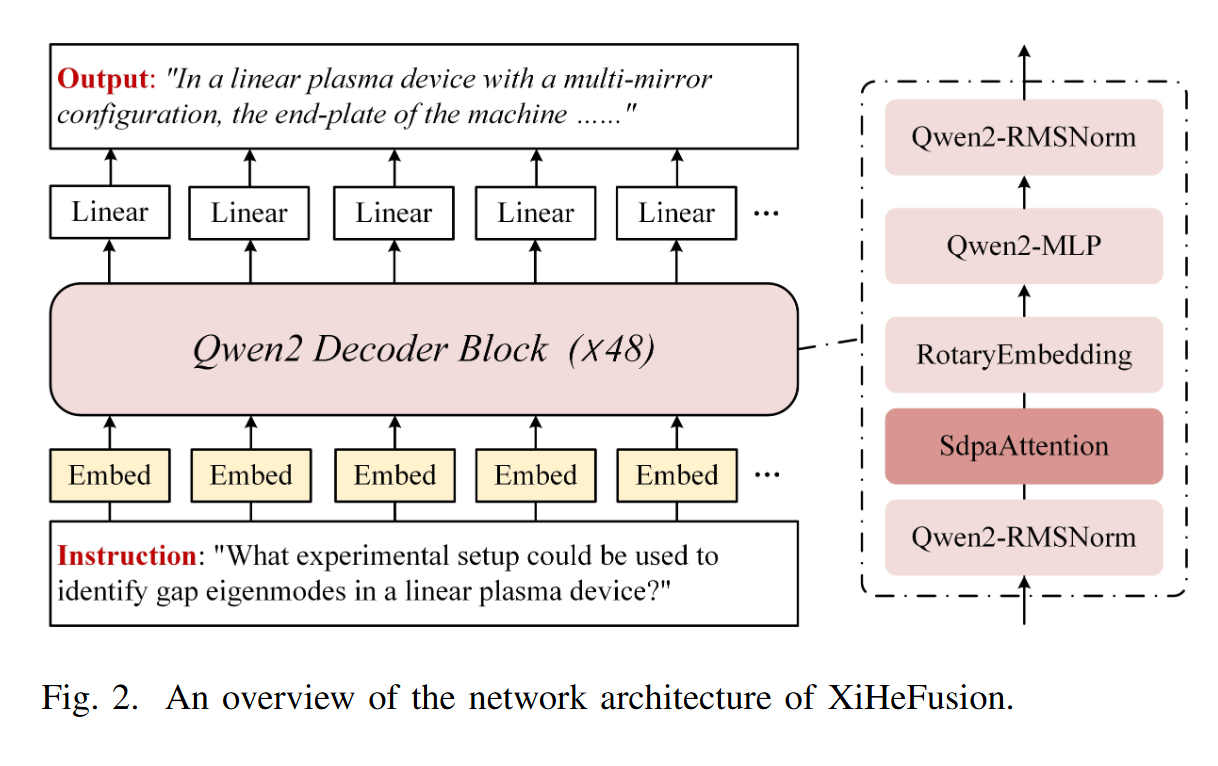 Output: "In a linear plasma device with a multi-mirror
configuration, the end-plate of the machine ……"
Linear Linear Linear Linear Linear ...
Qwen2 Decoder Block (×48)
Embed Embed Embed Embed Embed ...
Instruction: "What experimental setup could be used to
identify gap eigenmodes in a linear plasma device?"
Qwen2-RMSNorm
Qwen2-MLP
RotaryEmbedding
SdpaAttention
Qwen2-RMSNorm
Fig. 2. An overview of the network architecture of XiHeFusion.